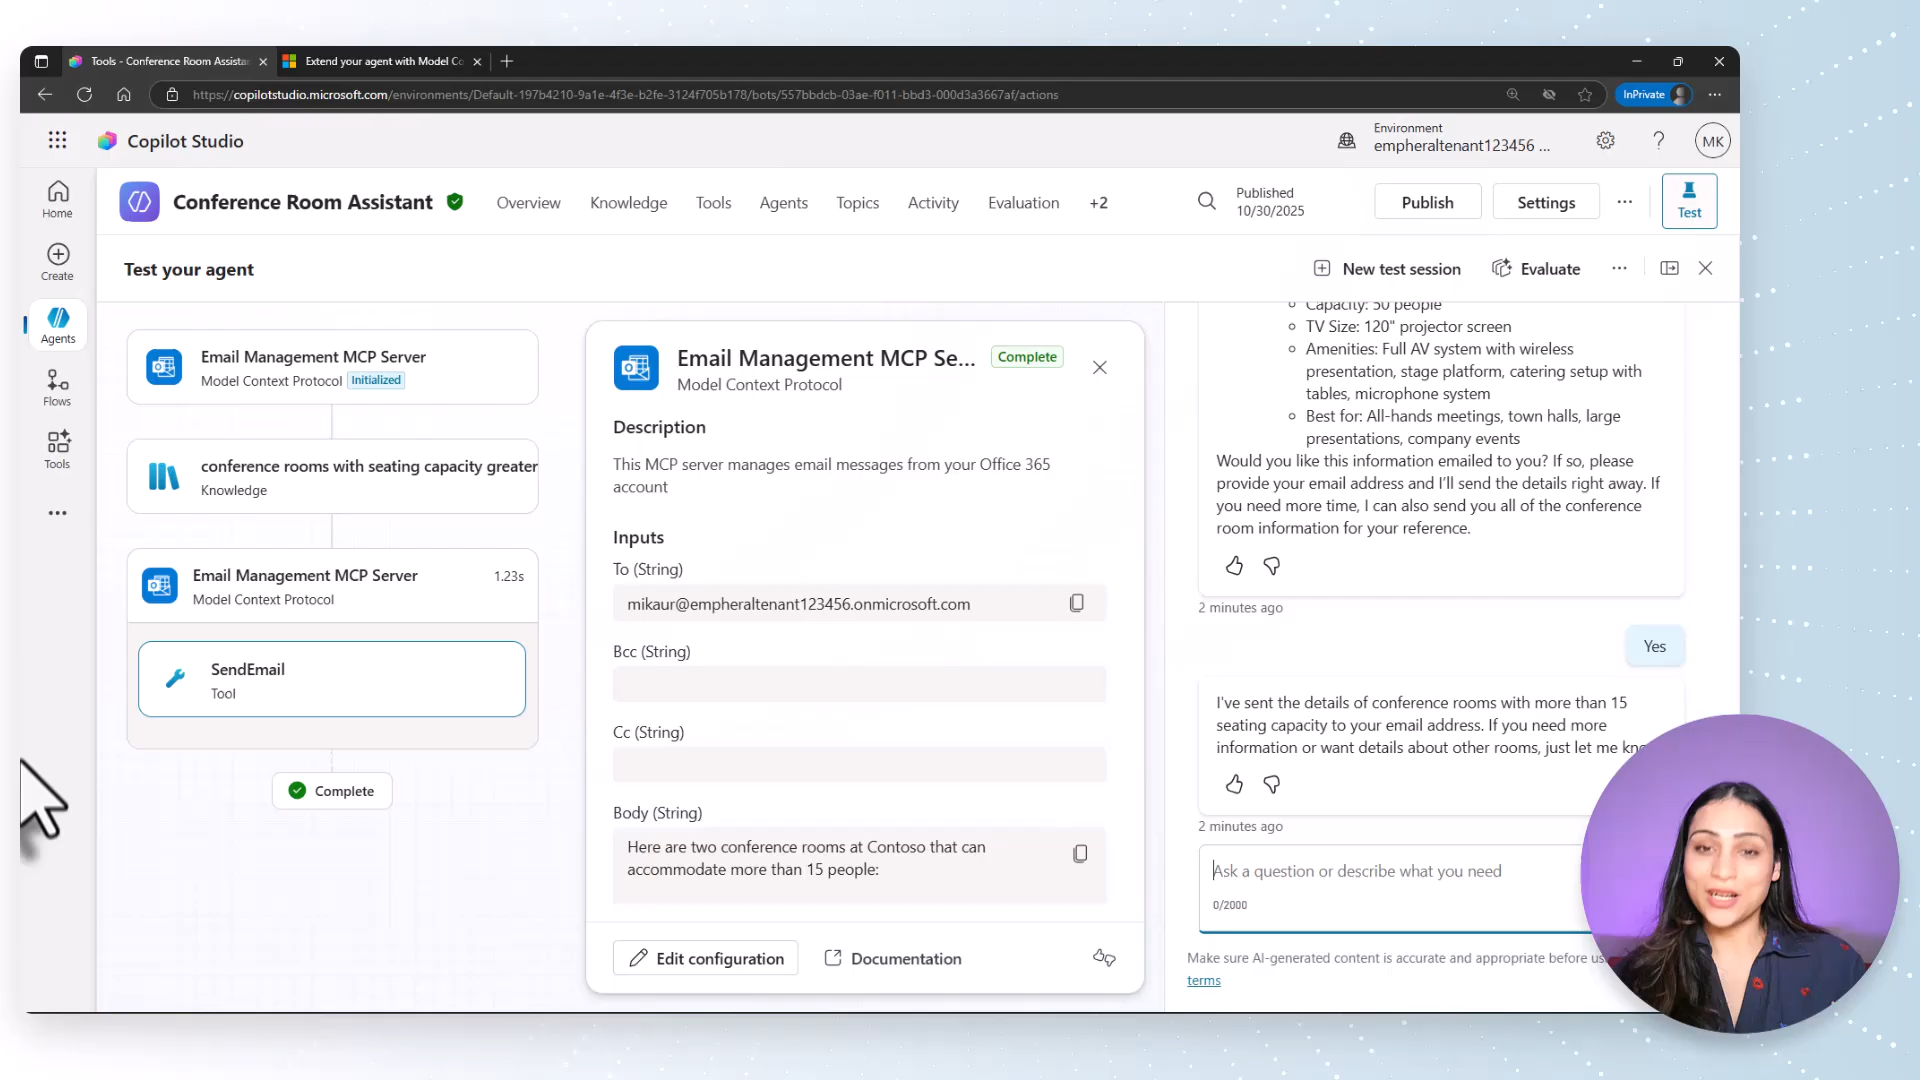 Tools - Conference Room Assista
Extend your agent with Model Co
https://copilotstudio.microsoft.com/environments/Default-197b4210-9a1e-4f3e-b2fe-3124f705b178/bots/557bbdcb-03ae-f011-bbd3-000d3a3667af/actions
InPrivate
Copilot Studio
Environment
empheraltenant123456 ...
MK
Home
Create
Agents
Flows
Tools
Conference Room Assistant
Overview
Knowledge
Tools
Agents
Topics
Activity
Evaluation
+2
Published
10/30/2025
Publish
Settings
Test
Test your agent
New test session
Evaluate
Email Management MCP Server
Model Context Protocol Initialized
conference rooms with seating capacity greater
Knowledge
Email Management MCP Server
1.23s
Model Context Protocol
SendEmail
Tool
Complete
Email Management MCP Se...
Complete
Model Context Protocol
Description
This MCP server manages email messages from your Office 365
account
Inputs
To (String)
mikaur@empheraltenant123456.onmicrosoft.com
Bcc (String)
Cc (String)
Body (String)
Here are two conference rooms at Contoso that can
accommodate more than 15 people:
Edit configuration
Documentation
Capacity: 50 people
TV Size: 120" projector screen
Amenities: Full AV system with wireless
presentation, stage platform, catering setup with
tables, microphone system
Best for: All-hands meetings, town halls, large
presentations, company events
Would you like this information emailed to you? If so, please
provide your email address and I'll send the details right away. If
you need more time, I can also send you all of the conference
room information for your reference.
2 minutes ago
Yes
I've sent the details of conference rooms with more than 15
seating capacity to your email address. If you need more
information or want details about other rooms, just let me kno
2 minutes ago
Ask a question or describe what you need
0/2000
Make sure AI-generated content is accurate and appropriate before us
terms